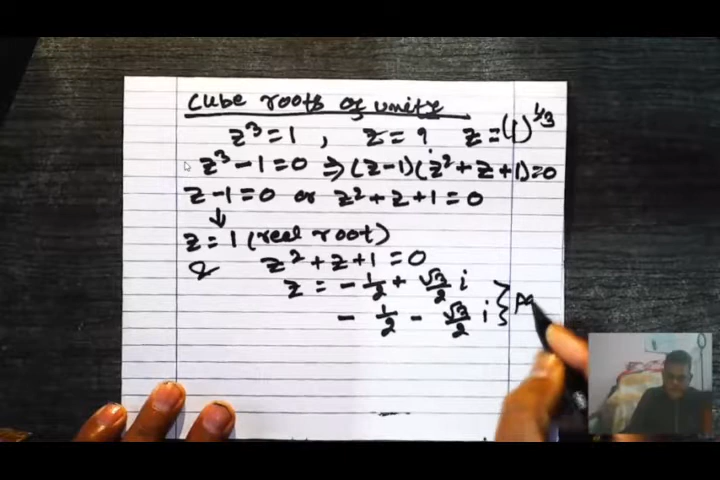 Cube roots of unity
z³ = 1 , z = ? z = (1)^1/3
z³ - 1 = 0 ⇒ (z-1)(z² + z + 1) = 0
z - 1 = 0 or z² + z + 1 = 0
↓
z = 1 (real root)
& z² + z + 1 = 0
z = - 1/2 + √3/2 i
- 1/2 - √3/2 i }